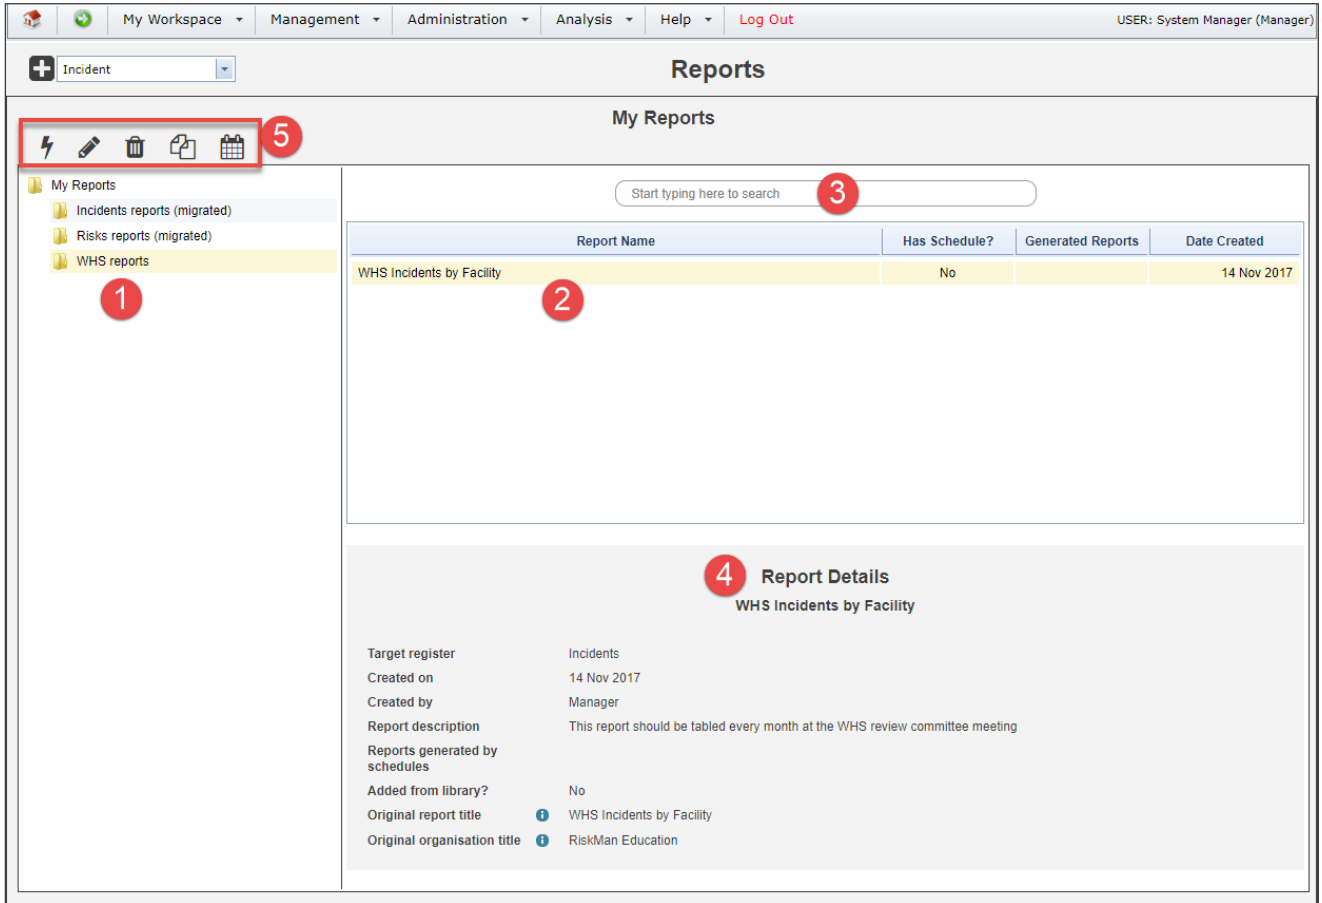 My Workspace Management Administration Analysis Help Log Out USER: System Manager (Manager)
Incident
Reports
My Reports
5
My Reports
Incidents reports (migrated)
Risks reports (migrated)
WHS reports
1
Start typing here to search
3
Report Name Has Schedule? Generated Reports Date Created
WHS Incidents by Facility No 14 Nov 2017
2
4
Report Details
WHS Incidents by Facility
Target register Incidents
Created on 14 Nov 2017
Created by Manager
Report description This report should be tabled every month at the WHS review committee meeting
Reports generated by
schedules
Added from library? No
Original report title WHS Incidents by Facility
Original organisation title RiskMan Education